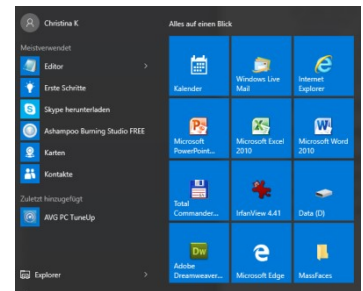 Christina K
Alles auf einen Blick
Meistverwendet
Editor
Erste Schritte
Skype herunterladen
Ashampoo Burning Studio FREE
Karten
Kontakte
Zuletzt hinzugefügt
AVG PC TuneUp
Explorer
Kalender
Windows Live
Mail
Internet
Explorer
Microsoft
PowerPoint...
Microsoft Excel
2010
Microsoft Word
2010
Total
Commander...
IrfanView 4.41
Data (D)
Dw
Adobe
Dreamweaver...
Microsoft Edge
MassFaces